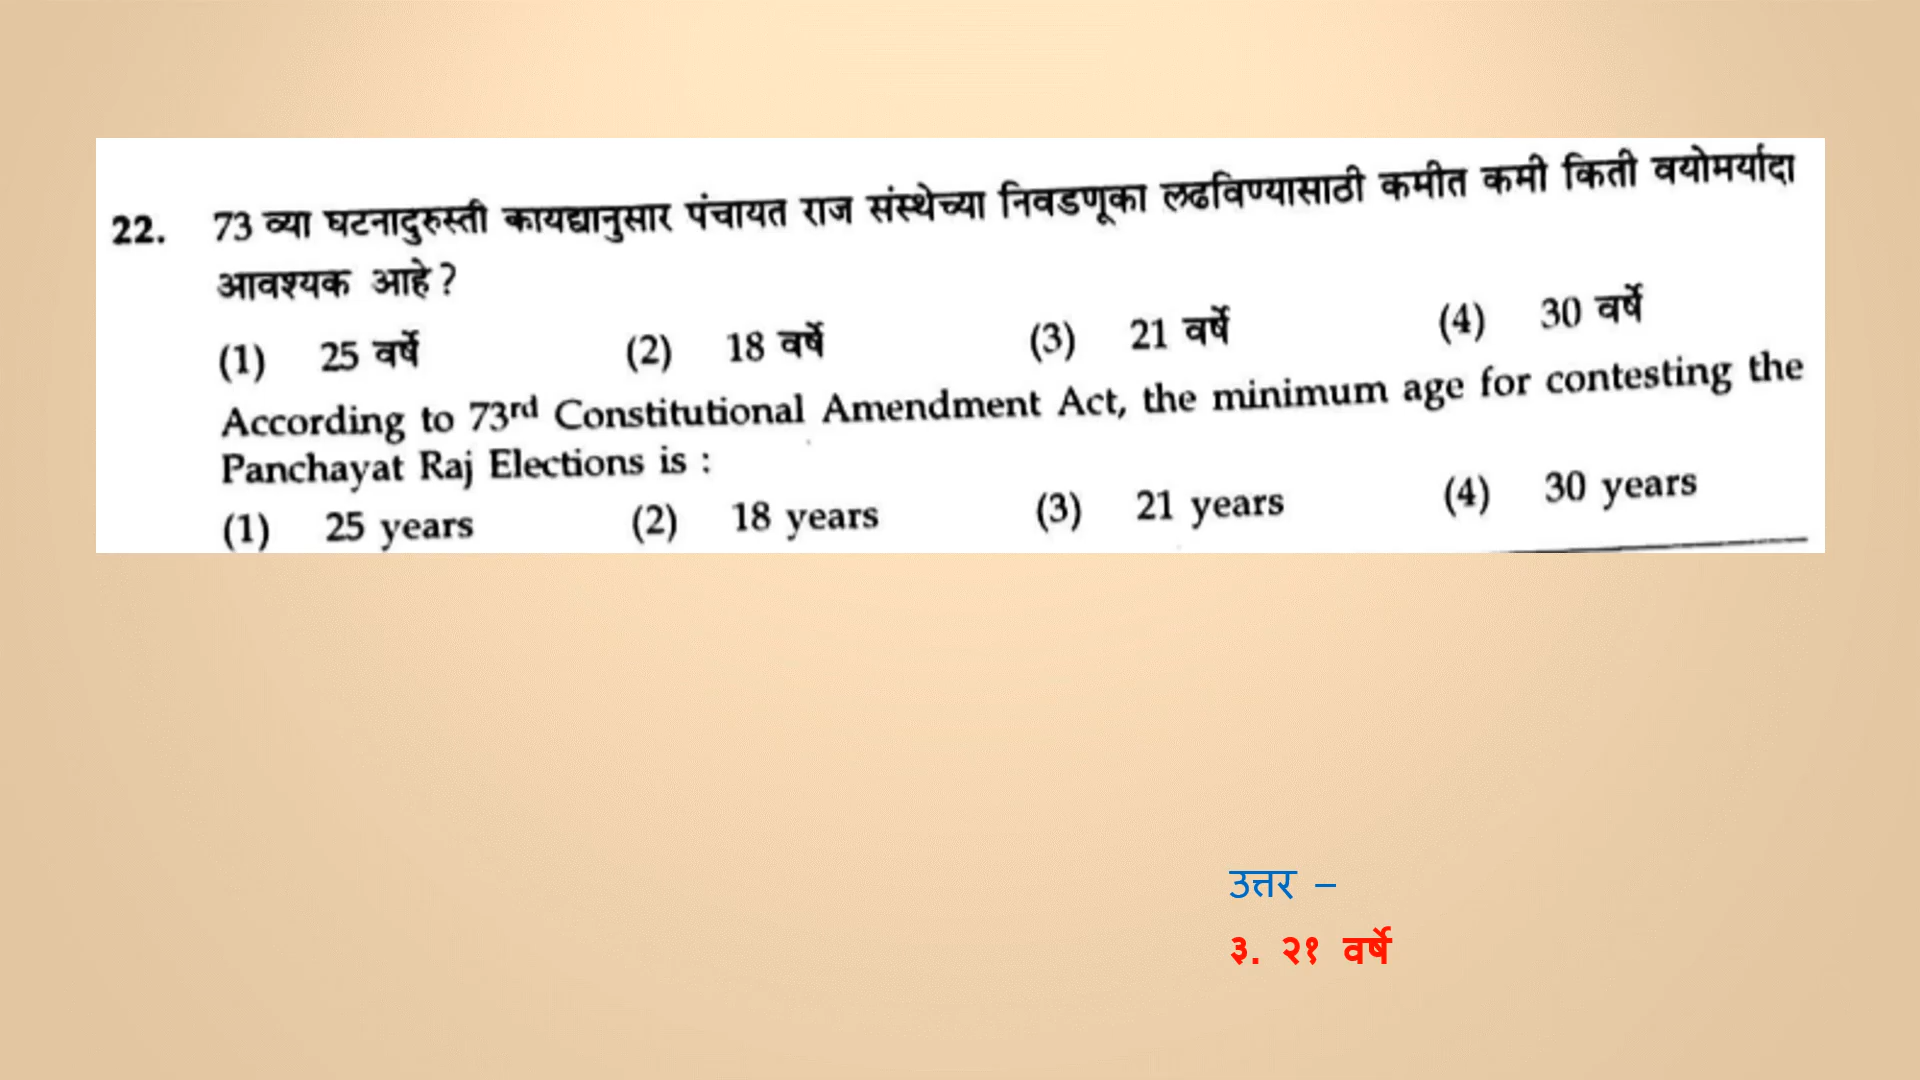 22. 73 व्या घटनादुरुस्ती कायद्यानुसार पंचायत राज संस्थेच्या निवडणूका लढविण्यासाठी कमीत कमी किती वयोमर्यादा
आवश्यक आहे ?
(1) 25 वर्षे (2) 18 वर्षे (3) 21 वर्षे (4) 30 वर्षे
According to 73rd Constitutional Amendment Act, the minimum age for contesting the
Panchayat Raj Elections is :
(1) 25 years (2) 18 years (3) 21 years (4) 30 years
उत्तर –
३. २१ वर्षे